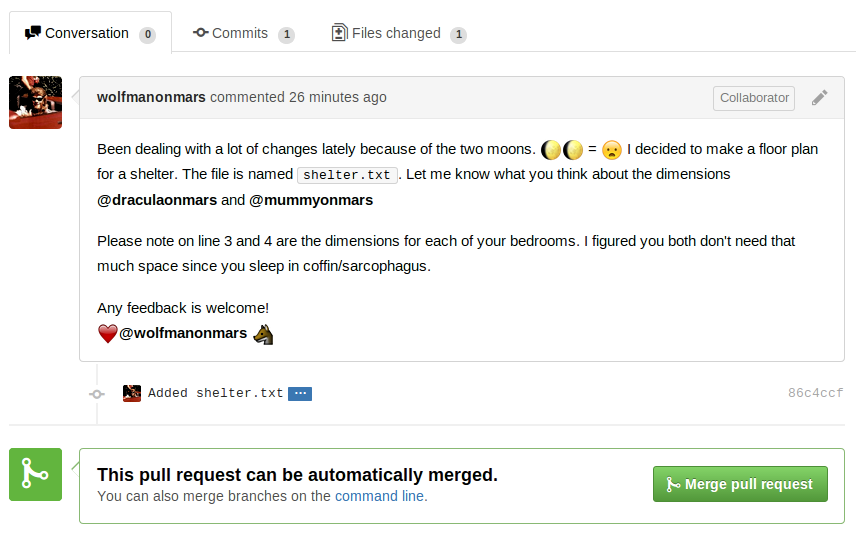 Conversation 0 Commits 1 Files changed 1
wolfmanonmars commented 26 minutes ago Collaborator
Been dealing with a lot of changes lately because of the two moons. 🌔🌔 = 😦 I decided to make a floor plan
for a shelter. The file is named shelter.txt. Let me know what you think about the dimensions
@draculaonmars and @mummyonmars
Please note on line 3 and 4 are the dimensions for each of your bedrooms. I figured you both don't need that
much space since you sleep in coffin/sarcophagus.
Any feedback is welcome!
❤️@wolfmanonmars 🐺
Added shelter.txt ... 86c4ccf
This pull request can be automatically merged.
You can also merge branches on the command line.
Merge pull request